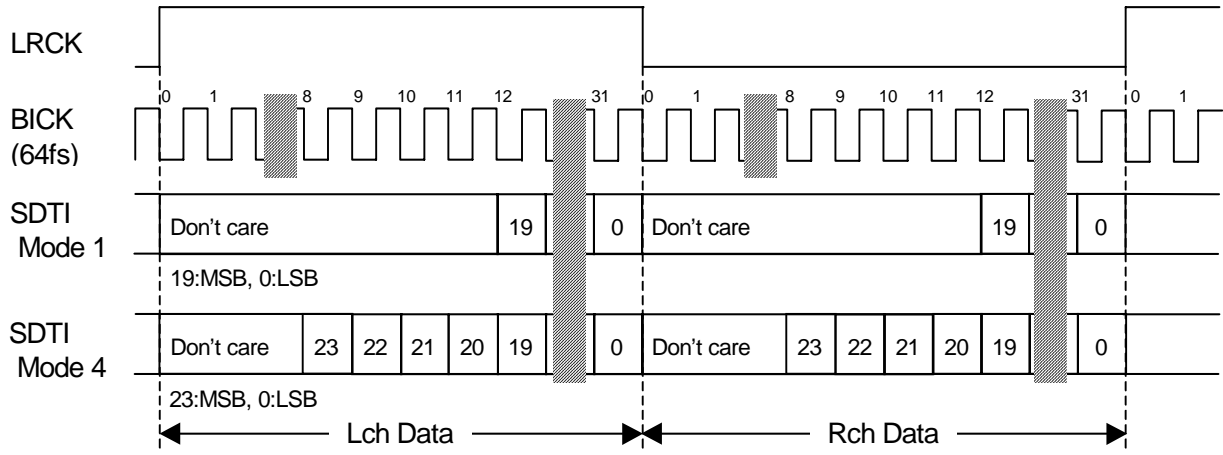 LRCK
0 1 8 9 10 11 12 31 0 1 8 9 10 11 12 31 0 1
BICK
(64fs)
SDTI
Mode 1
Don't care 19 0 Don't care 19 0
19:MSB, 0:LSB
SDTI
Mode 4
Don't care 23 22 21 20 19 0 Don't care 23 22 21 20 19 0
23:MSB, 0:LSB
Lch Data Rch Data